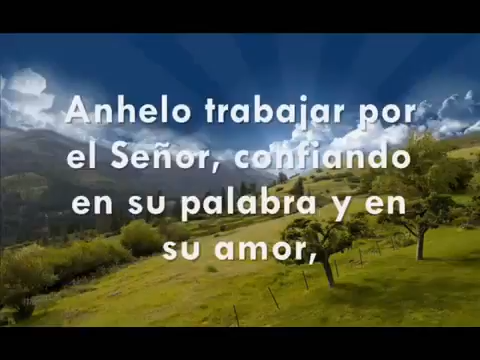 Anhelo trabajar por
el Señor, confiando
en su palabra y en
su amor,